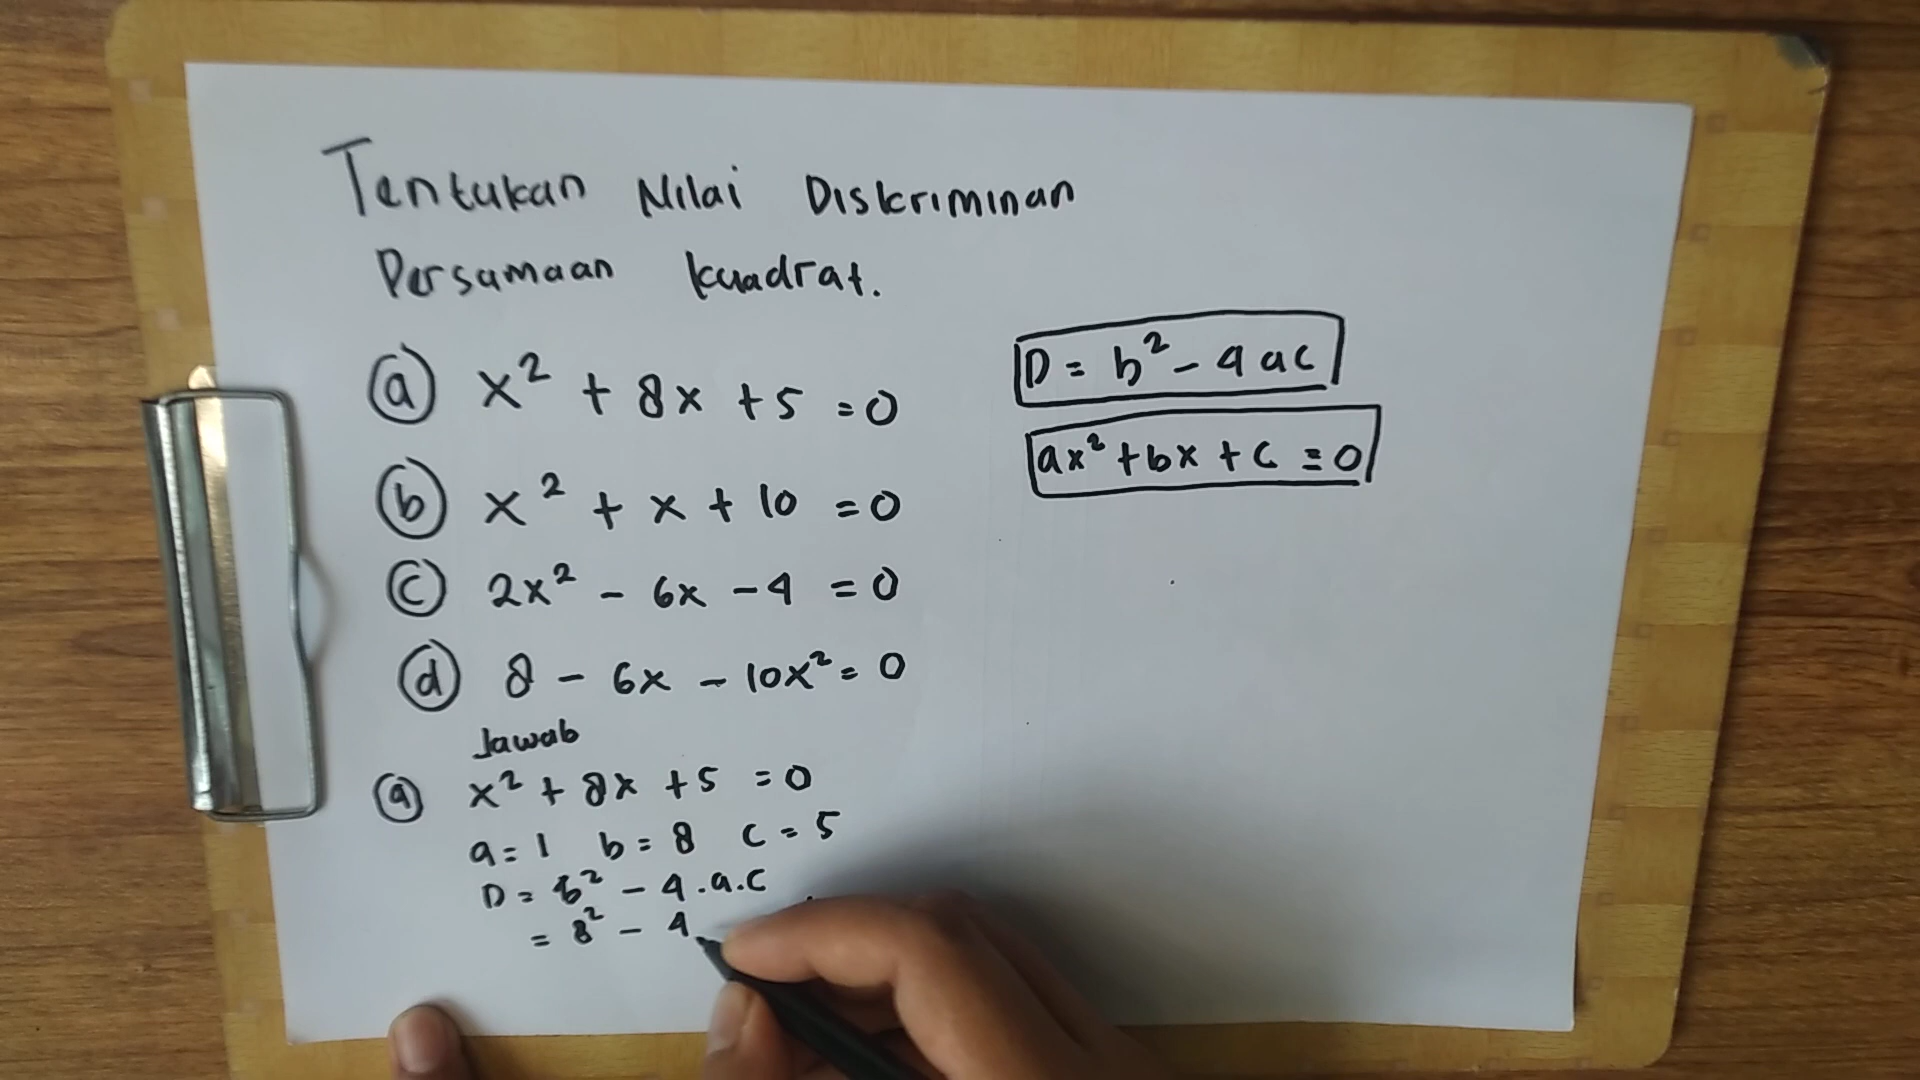 Tentukan Nilai Diskriminan
Persamaan kuadrat.
a x² + 8x + 5 = 0
b x² + x + 10 = 0
c 2x² - 6x - 4 = 0
d 8 - 6x - 10x² = 0
D = b² - 4ac
ax² + bx + c = 0
Jawab
a x² + 8x + 5 = 0
a = 1 b = 8 c = 5
D = b² - 4.a.c
= 8² - 4